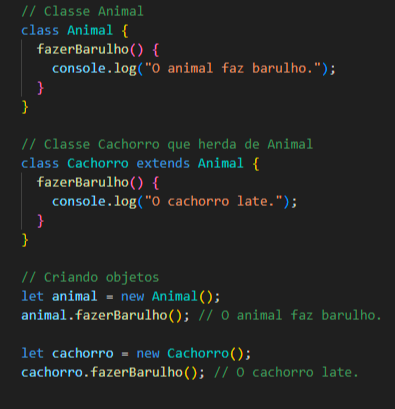 // Classe Animal
class Animal {
  fazerBarulho() {
    console.log("O animal faz barulho.");
  }
}

// Classe Cachorro que herda de Animal
class Cachorro extends Animal {
  fazerBarulho() {
    console.log("O cachorro late.");
  }
}

// Criando objetos
let animal = new Animal();
animal.fazerBarulho(); // O animal faz barulho.

let cachorro = new Cachorro();
cachorro.fazerBarulho(); // O cachorro late.